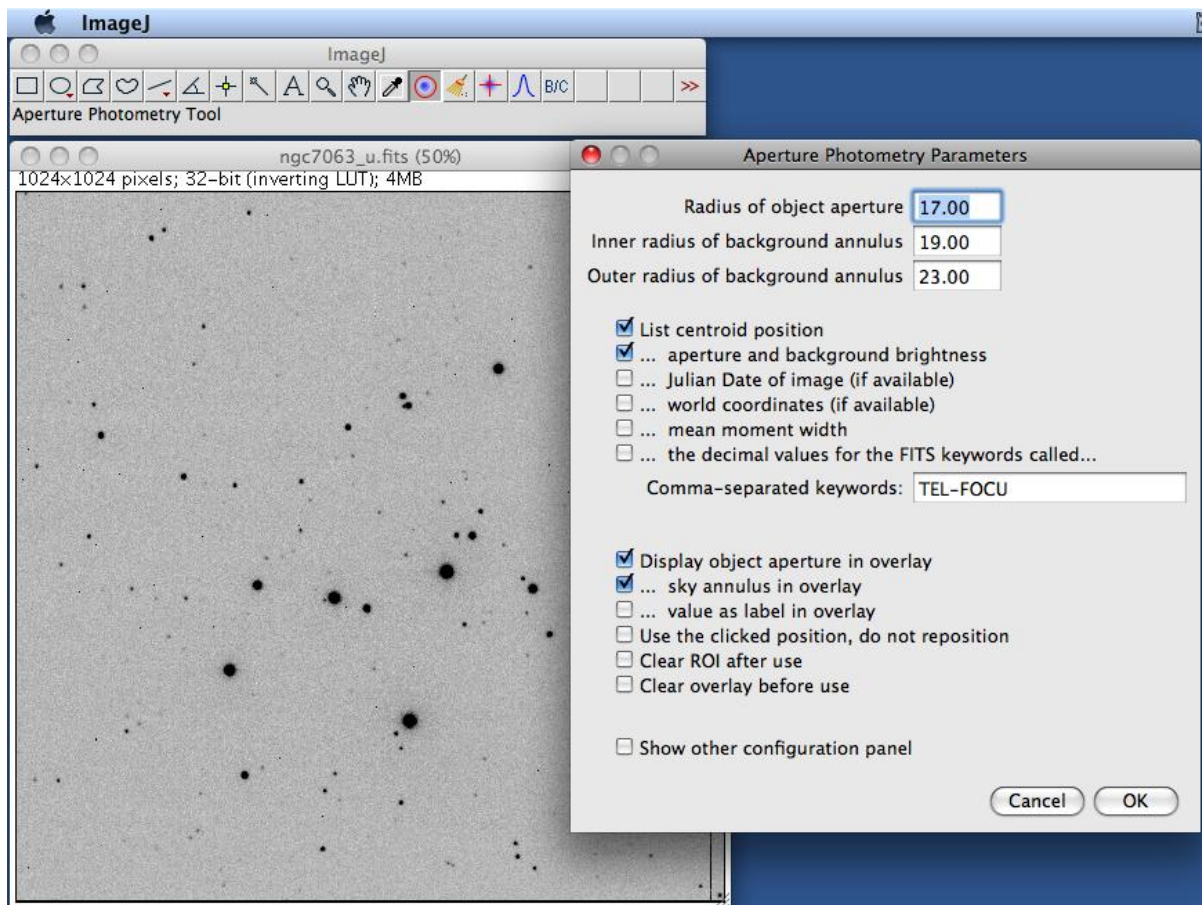 ImageJ
ImageJ
A
B/C
>>
Aperture Photometry Tool
ngc7063_u.fits (50%)
1024x1024 pixels; 32-bit (inverting LUT); 4MB
Aperture Photometry Parameters
Radius of object aperture 17.00
Inner radius of background annulus 19.00
Outer radius of background annulus 23.00
List centroid position
... aperture and background brightness
... Julian Date of image (if available)
... world coordinates (if available)
... mean moment width
... the decimal values for the FITS keywords called...
Comma-separated keywords: TEL-FOCU
Display object aperture in overlay
... sky annulus in overlay
... value as label in overlay
Use the clicked position, do not reposition
Clear ROI after use
Clear overlay before use
Show other configuration panel
Cancel OK